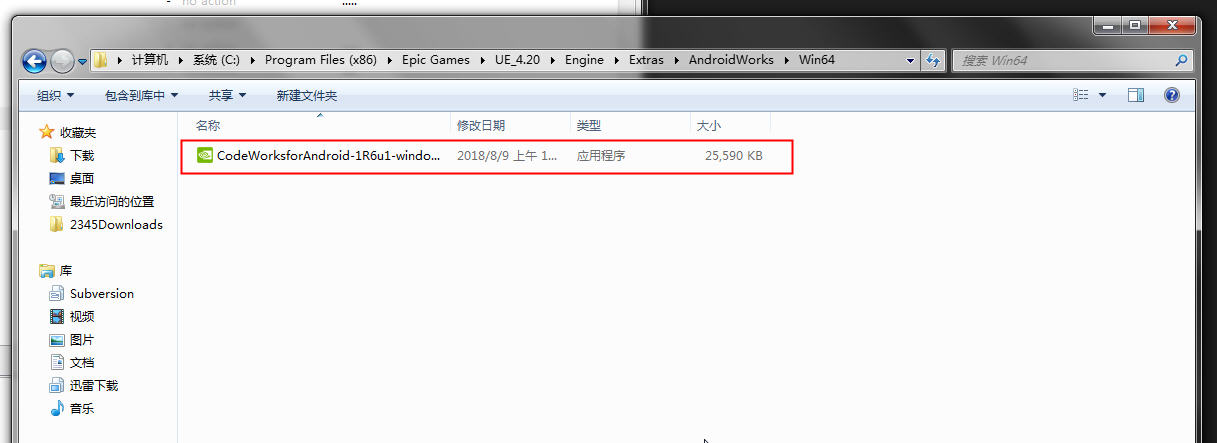 - no action
.....
计算机 系统 (C:) Program Files (x86) Epic Games UE_4.20 Engine Extras AndroidWorks Win64 搜索 Win64
组织 包含到库中 共享 新建文件夹
名称 修改日期 类型 大小
CodeWorksforAndroid-1R6u1-windo... 2018/8/9 上午 1... 应用程序 25,590 KB
收藏夹
下载
桌面
最近访问的位置
2345Downloads
库
Subversion
视频
图片
文档
迅雷下载
音乐